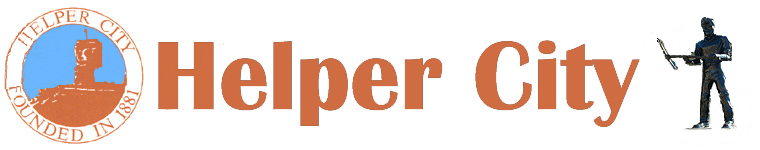 HELPER CITY
FOUNDED IN 1881
Helper City